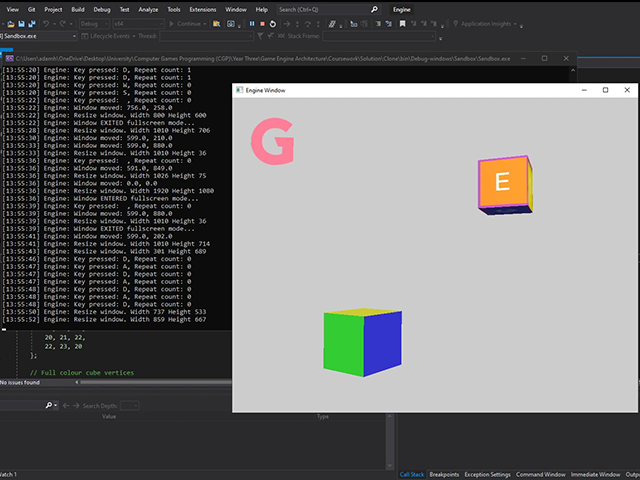 View Git Project Build Debug Test Analyze Tools Extensions Window Help Search (Ctrl+Q) Engine
Debug x64 Continue Application Insights
] Sandbox.exe Lifecycle Events Thread: Stack Frame:
C:\Users\adamh\OneDrive\Desktop\University\Computer Games Programming (CGP)\Year Three\Game Engine Architecture\Coursework\Solution\Clone\bin\Debug-windows\Sandbox\Sandbox.exe
[13:55:20] Engine: Key pressed: D, Repeat count: 1
[13:55:20] Engine: Key pressed: D, Repeat count: 1
[13:55:20] Engine: Key pressed: W, Repeat count: 0
[13:55:20] Engine: Key pressed: S, Repeat count: 0
[13:55:22] Engine: Key pressed:  , Repeat count: 0
[13:55:22] Engine: Window moved: 756.0, 258.0
[13:55:22] Engine: Resize window. Width 800 Height 600
[13:55:22] Engine: Window EXITED fullscreen mode...
[13:55:28] Engine: Resize window. Width 1010 Height 706
[13:55:30] Engine: Window moved: 599.0, 210.0
[13:55:33] Engine: Window moved: 599.0, 880.0
[13:55:33] Engine: Resize window. Width 1010 Height 36
[13:55:36] Engine: Key pressed:  , Repeat count: 0
[13:55:36] Engine: Window moved: 591.0, 849.0
[13:55:36] Engine: Resize window. Width 1026 Height 75
[13:55:36] Engine: Window moved: 0.0, 0.0
[13:55:36] Engine: Resize window. Width 1920 Height 1080
[13:55:36] Engine: Window ENTERED fullscreen mode...
[13:55:39] Engine: Key pressed:  , Repeat count: 0
[13:55:39] Engine: Window moved: 599.0, 880.0
[13:55:39] Engine: Resize window. Width 1010 Height 36
[13:55:39] Engine: Window EXITED fullscreen mode...
[13:55:41] Engine: Window moved: 599.0, 202.0
[13:55:41] Engine: Resize window. Width 1010 Height 714
[13:55:43] Engine: Resize window. Width 301 Height 689
[13:55:46] Engine: Key pressed: D, Repeat count: 0
[13:55:47] Engine: Key pressed: A, Repeat count: 0
[13:55:47] Engine: Key pressed: D, Repeat count: 0
[13:55:47] Engine: Key pressed: A, Repeat count: 0
[13:55:48] Engine: Key pressed: D, Repeat count: 0
[13:55:48] Engine: Key pressed: A, Repeat count: 0
[13:55:48] Engine: Key pressed: D, Repeat count: 0
[13:55:50] Engine: Resize window. Width 737 Height 533
[13:55:52] Engine: Resize window. Width 859 Height 667
Engine Window
G
E
20, 21, 22,
22, 23, 20
};
// Full colour cube vertices
No issues found
Search Depth:
Value Type
Watch 1
Call Stack Breakpoints Exception Settings Command Window Immediate Window